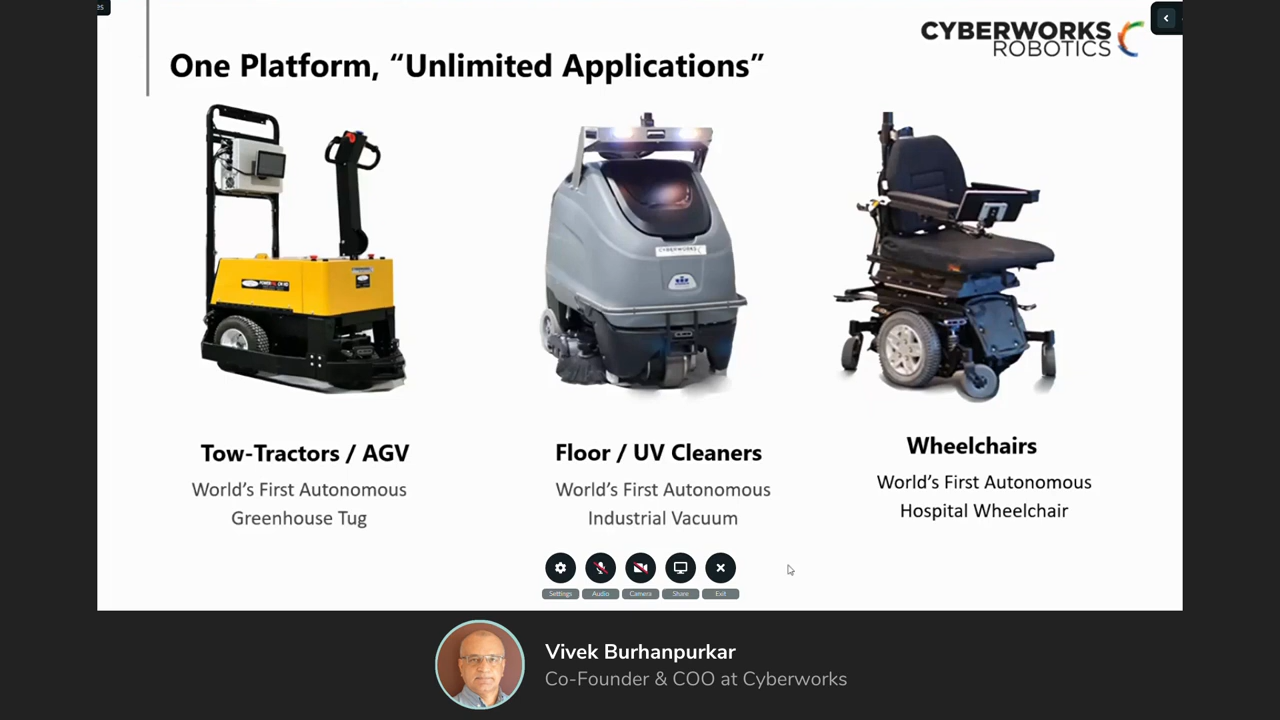 es
One Platform, “Unlimited Applications”
CYBERWORKS
ROBOTICS
CYBERWORKS
Tow-Tractors / AGV
World’s First Autonomous
Greenhouse Tug
Floor / UV Cleaners
World’s First Autonomous
Industrial Vacuum
Wheelchairs
World’s First Autonomous
Hospital Wheelchair
Settings
Audio
Camera
Share
Exit
Vivek Burhanpurkar
Co-Founder & COO at Cyberworks